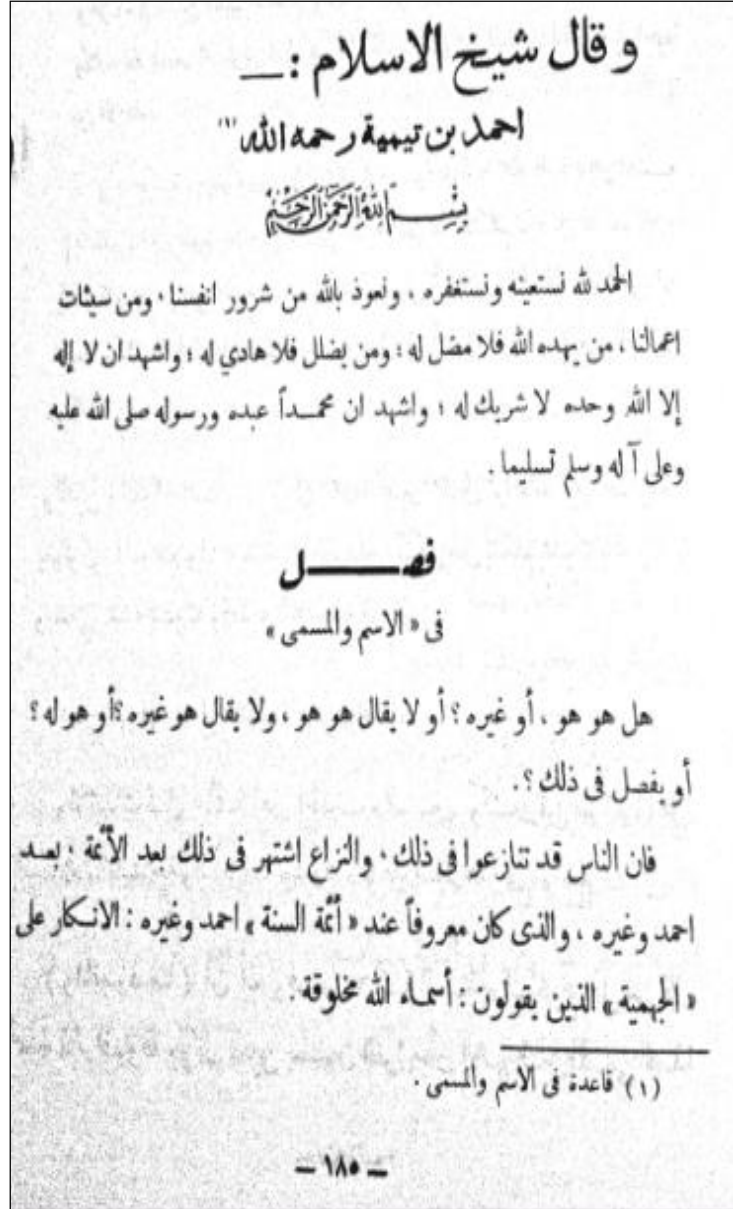 وقال شيخ الاسلام : ـــ
احمد بن تيمية رحمه الله (١)
بسم الله الرحمن الرحيم
الحمد لله نستعينه ونستغفره ، ونعوذ بالله من شرور انفسنا ، ومن سيئات
اعمالنا ، من يهده الله فلا مضل له ؛ ومن يضلل فلا هادي له ؛ واشهد ان لا إله
إلا الله وحده لا شريك له ؛ واشهد ان محمداً عبده ورسوله صلى الله عليه
وعلى آله وسلم تسليما .
فصــــل
فى « الاسم والمسمى »
هل هو هو ، أو غيره ؟ أو لا يقال هو هو ، ولا يقال هو غيره ؟ أو هو له ؟
أو يفصل فى ذلك ؟ .
فان الناس قد تنازعوا فى ذلك ، والنزاع اشتهر فى ذلك بعد الأئمة ، بعد
احمد وغيره ، والذى كان معروفاً عند « أئمة السنة » احمد وغيره : الانكار على
« الجهمية » الذين يقولون : أسماء الله مخلوقة .
(١) قاعدة فى الاسم والمسمى .
– ١٨٥ –